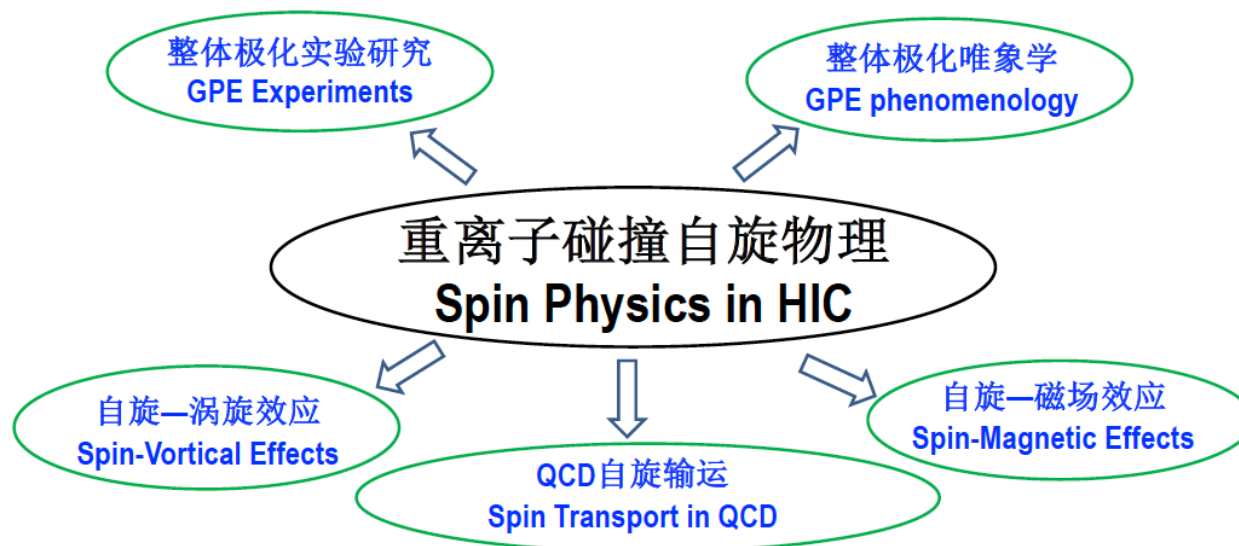 整体极化实验研究
GPE Experiments
整体极化唯象学
GPE phenomenology
重离子碰撞自旋物理
Spin Physics in HIC
自旋—涡旋效应
Spin-Vortical Effects
QCD自旋输运
Spin Transport in QCD
自旋—磁场效应
Spin-Magnetic Effects